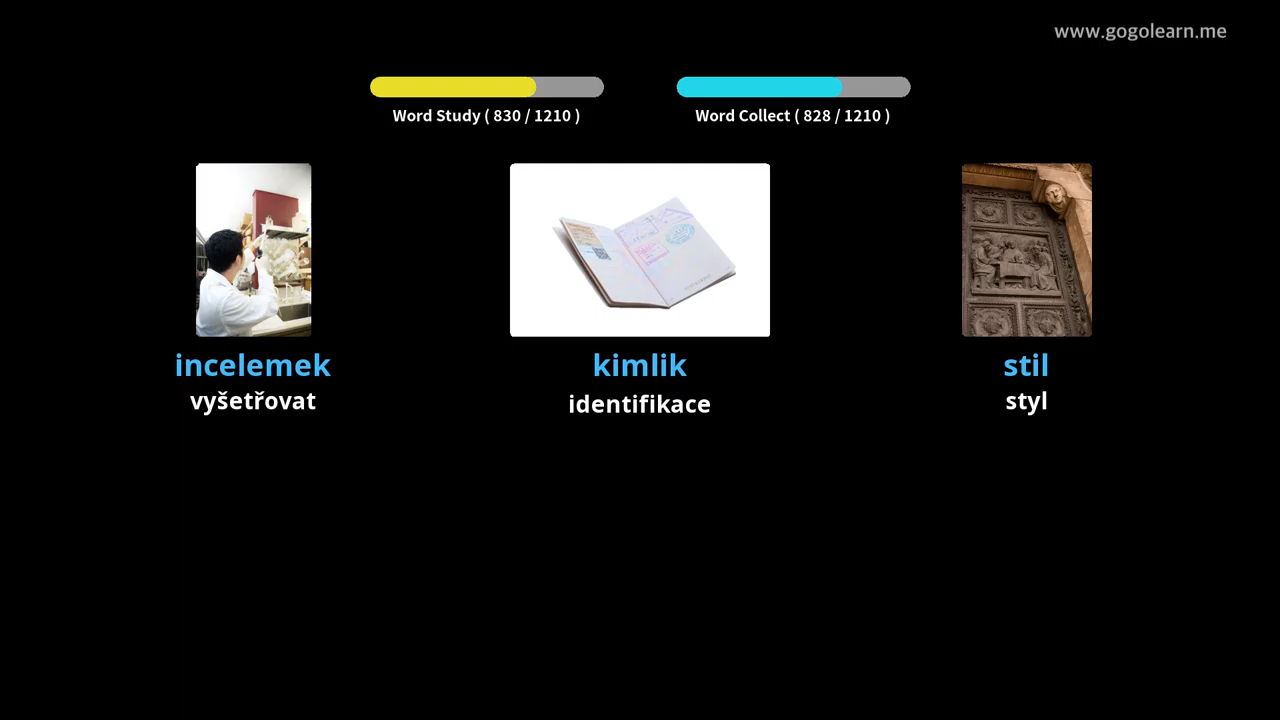 www.gogolearn.me
Word Study ( 830 / 1210 )
Word Collect ( 828 / 1210 )
incelemek
vyšetřovat
kimlik
identifikace
stil
styl